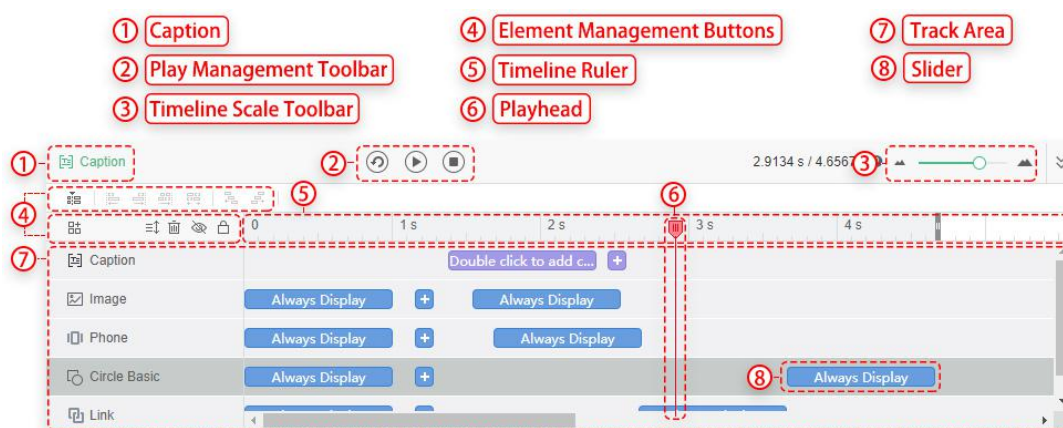 ① Caption ④ Element Management Buttons ⑦ Track Area
② Play Management Toolbar ⑤ Timeline Ruler ⑧ Slider
③ Timeline Scale Toolbar ⑥ Playhead
① Caption ② 2.9134 s / 4.6567 ③
④ ⑤ ⑥
0 1 s 2 s 3 s 4 s
⑦ Caption Double click to add c... +
Image Always Display + Always Display
Phone Always Display + Always Display
Circle Basic Always Display + ⑧ Always Display
Link